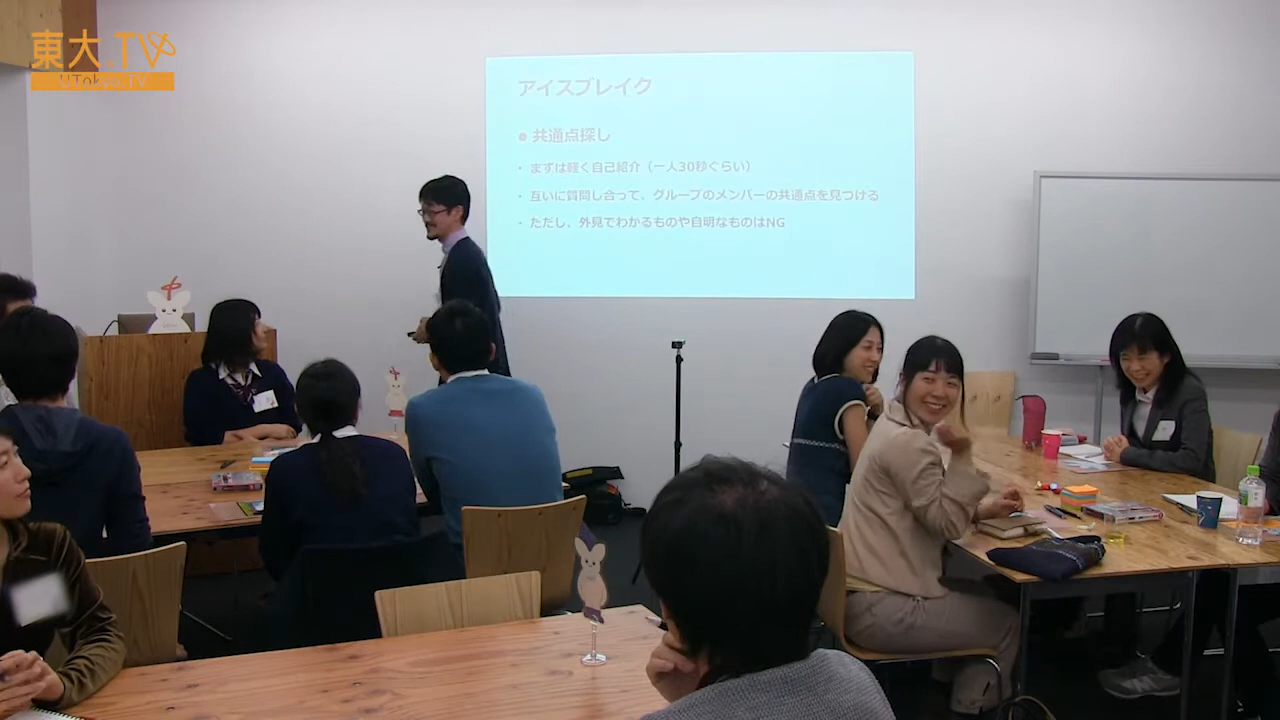 東大.TV
UTokyo.TV
アイスブレイク
● 共通点探し
・ まずは軽く自己紹介（一人30秒ぐらい）
・ 互いに質問し合って、グループのメンバーの共通点を見つける
・ ただし、外見でわかるものや自明なものはNG